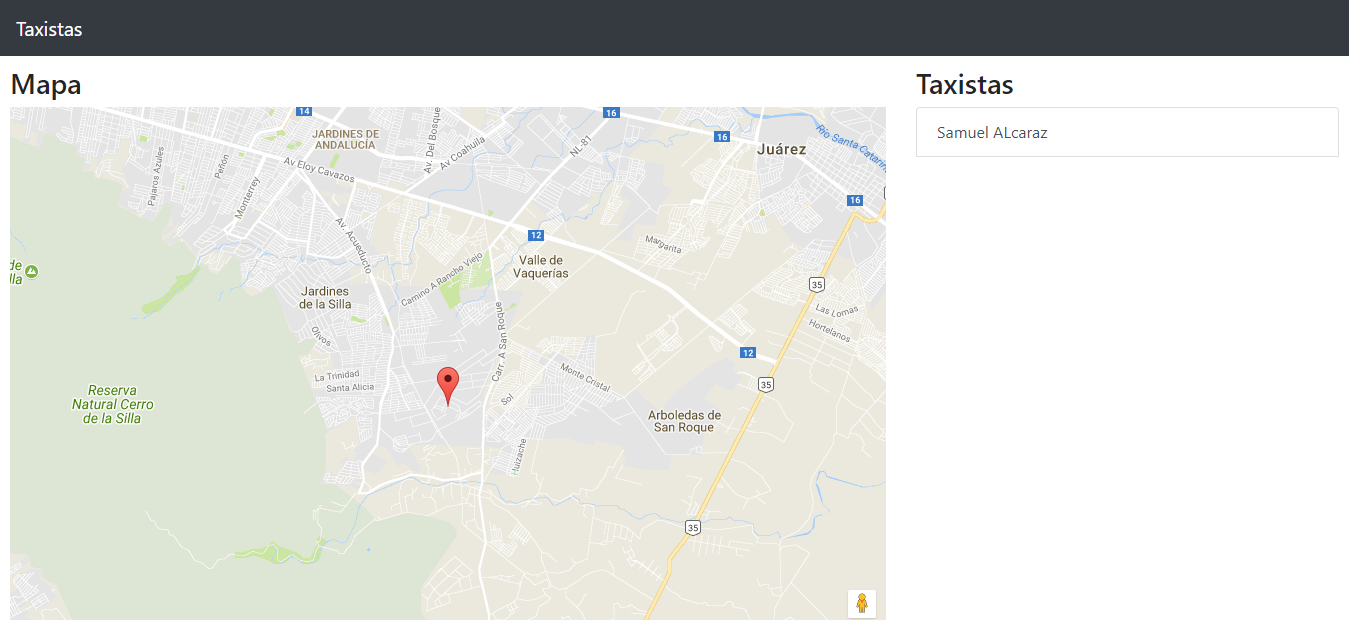 Taxistas
Mapa
Taxistas
Samuel ALcaraz
14
16
JARDINES DE
ANDALUCÍA
Av. Del Bosque
Av Coahulla
NL-81
16
Juárez
Río Santa Catarina
Pajaros Azules
Peñón
Av Eloy Cavazos
Monterrey
16
Av. Acueducto
12
Margarita
Valle de
Vaquerías
Camino A Rancho Viejo
de
lla
Jardines
de la Silla
35
Las Lomas
Hortelanos
Olivos
Carr. A San Roque
12
La Trinidad
Santa Alicia
Monte Cristal
35
Reserva
Natural Cerro
de la Silla
Sol
Arboledas de
San Roque
Huizache
35